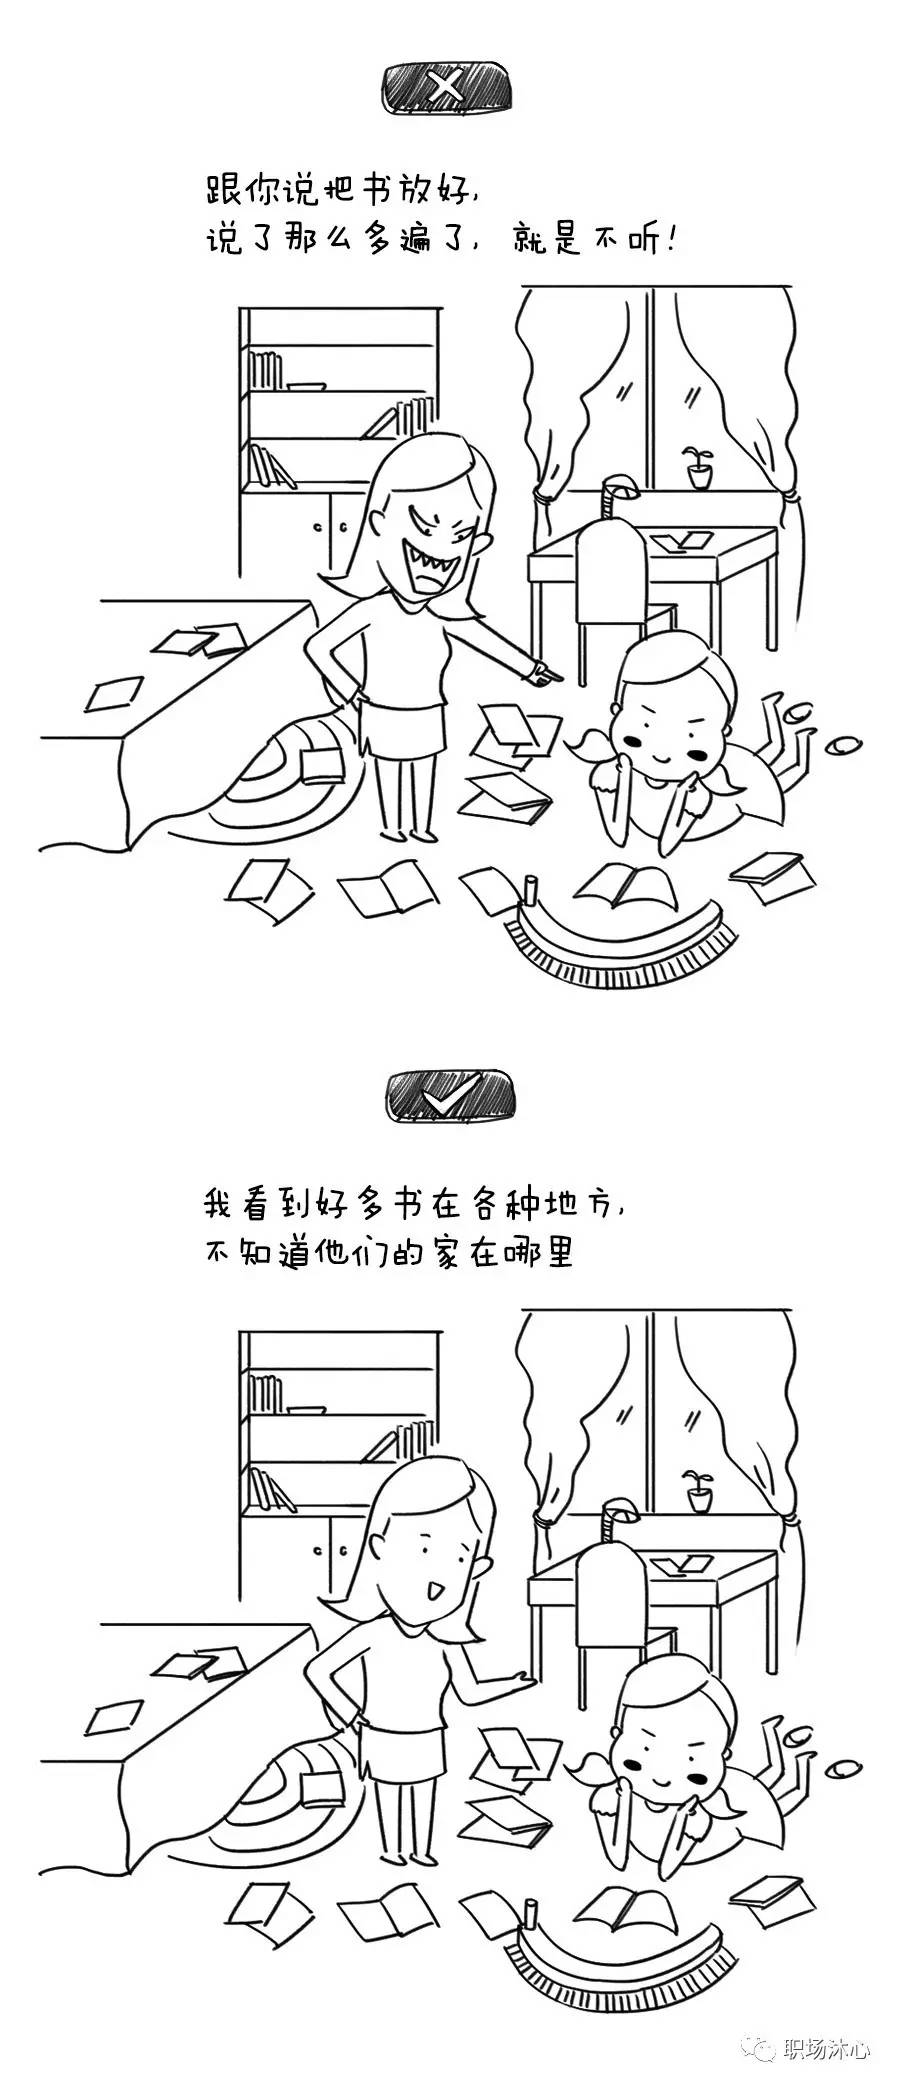 跟你说把书放好,
说了那么多遍了, 就是不听!
我看到好多书在各种地方,
不知道他们的家在哪里
职场沐心